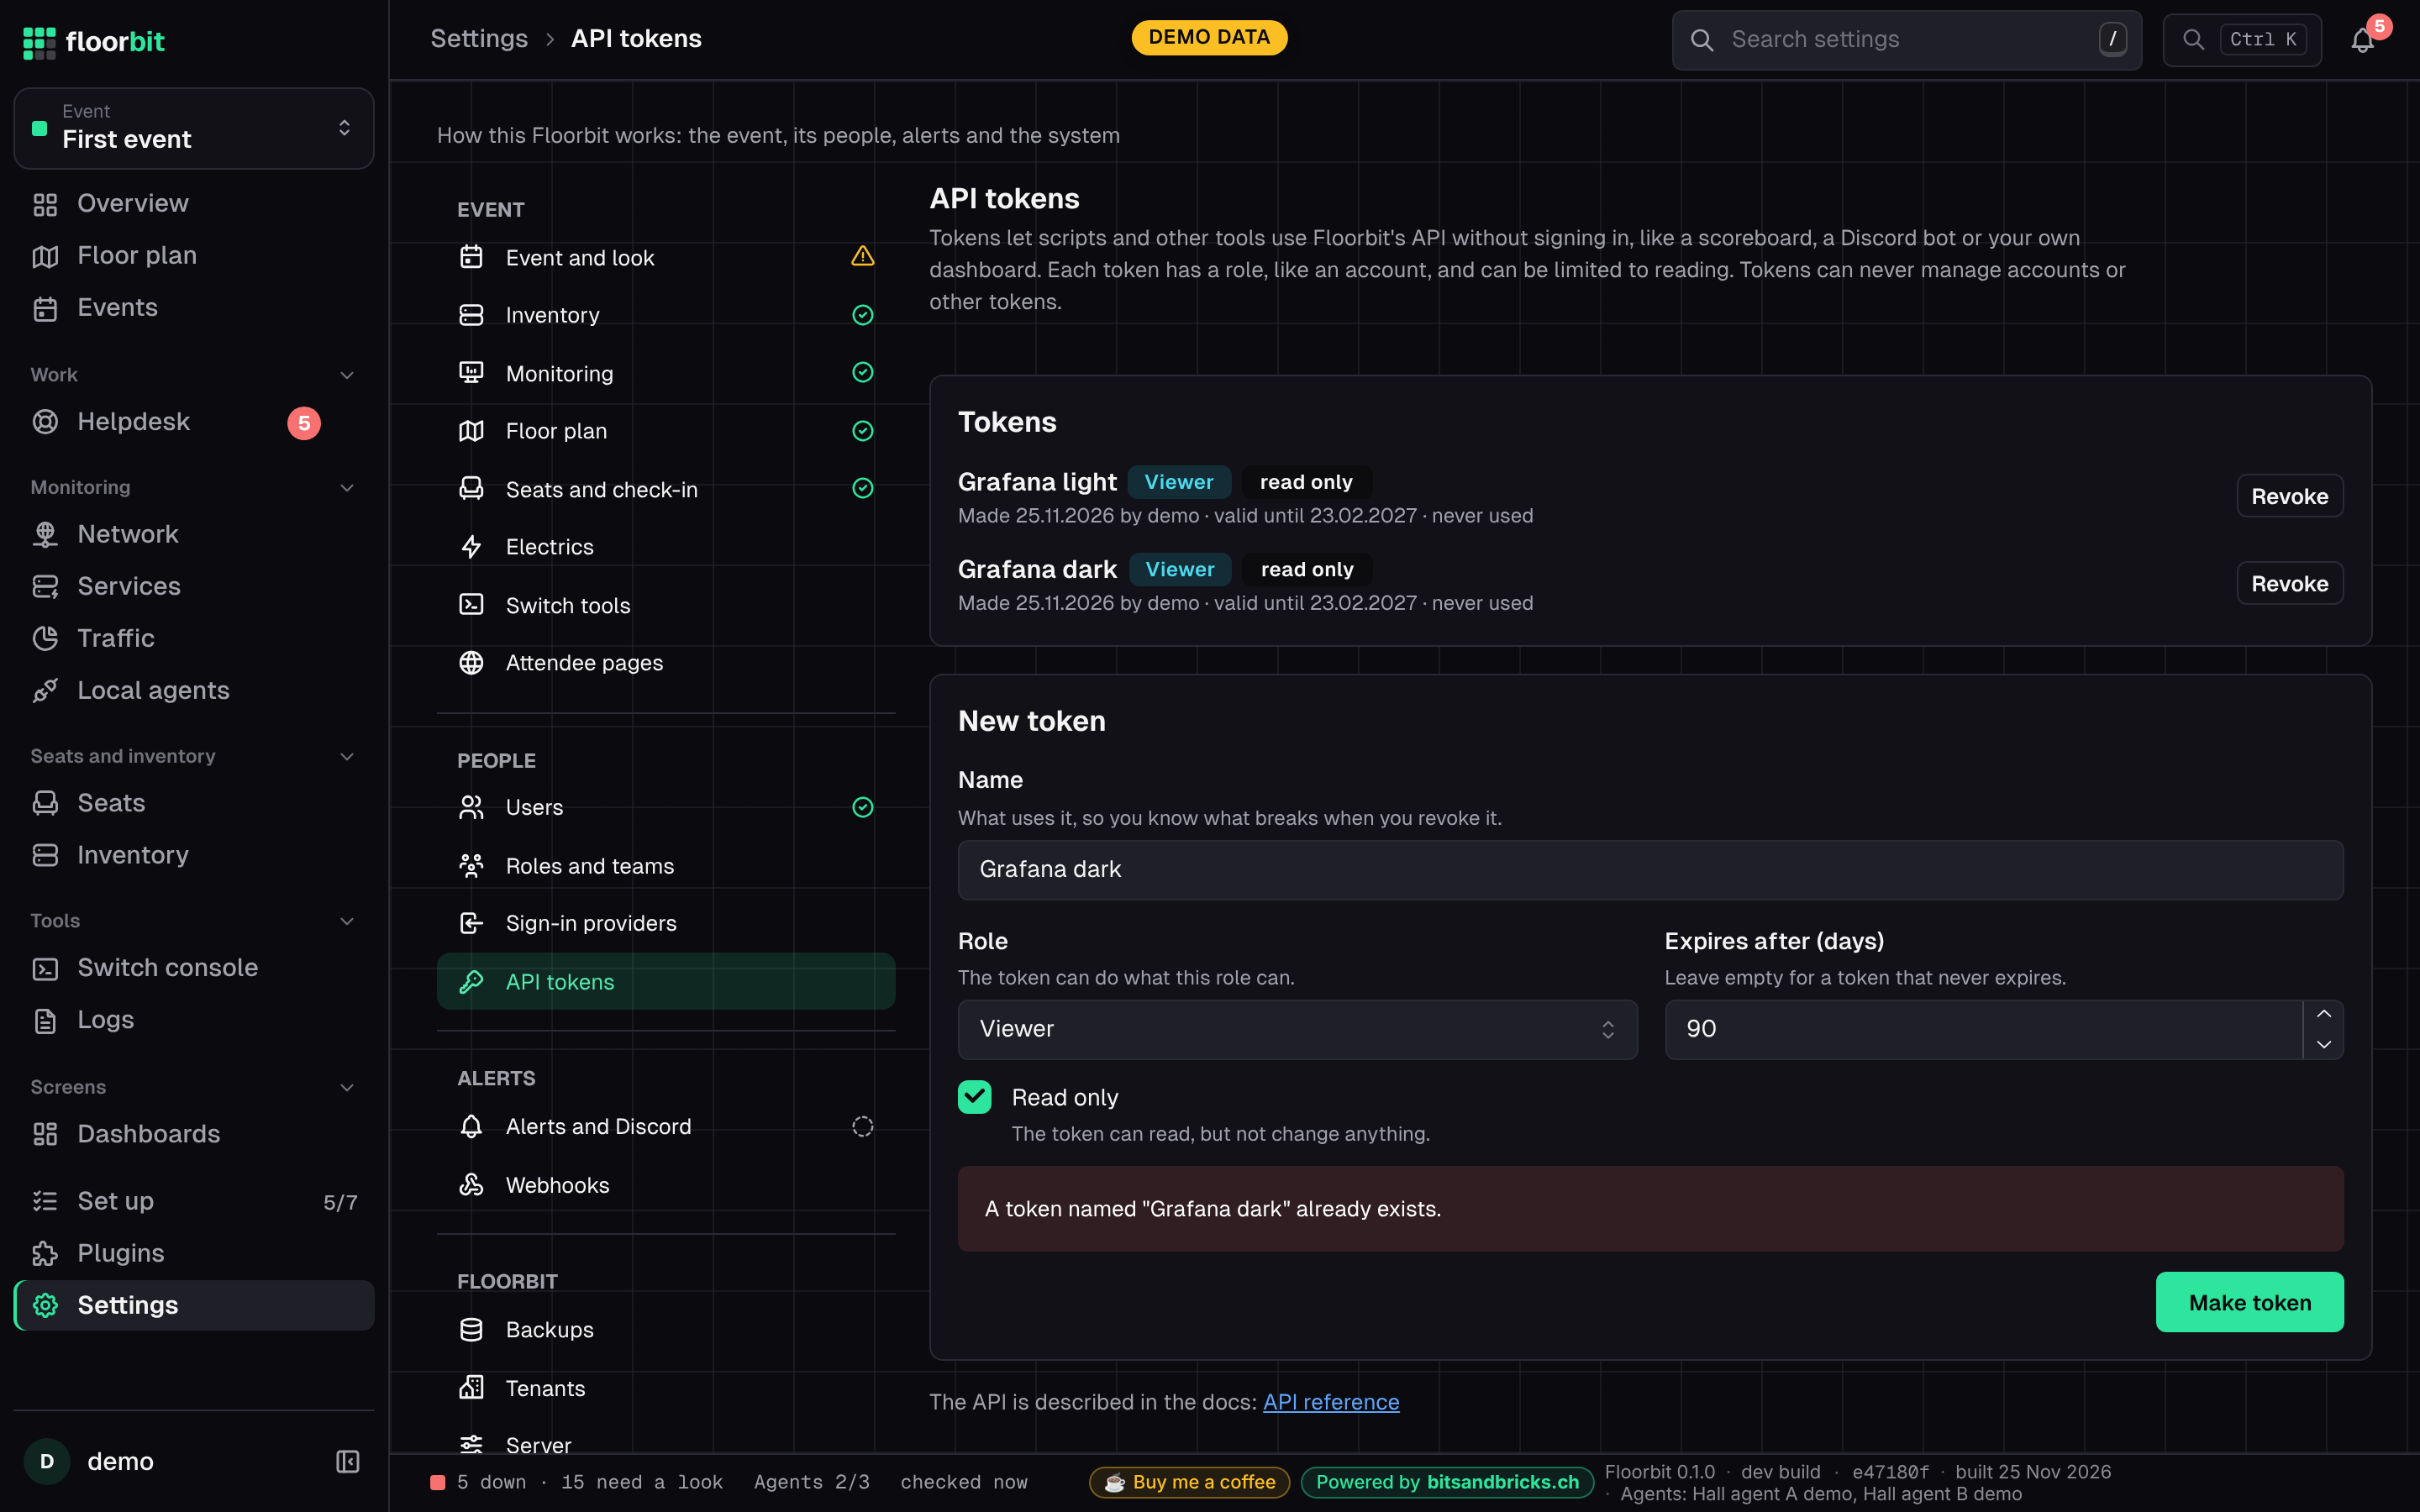 floorbit
Event
First event
Overview
Floor plan
Events
Work
Helpdesk 5
Monitoring
Network
Services
Traffic
Local agents
Seats and inventory
Seats
Inventory
Tools
Switch console
Logs
Screens
Dashboards
Set up 5/7
Plugins
Settings
D demo
Settings > API tokens
DEMO DATA
Search settings /
Ctrl K
5
How this Floorbit works: the event, its people, alerts and the system
EVENT
Event and look
Inventory
Monitoring
Floor plan
Seats and check-in
Electrics
Switch tools
Attendee pages
PEOPLE
Users
Roles and teams
Sign-in providers
API tokens
ALERTS
Alerts and Discord
Webhooks
FLOORBIT
Backups
Tenants
Server
API tokens
Tokens let scripts and other tools use Floorbit's API without signing in, like a scoreboard, a Discord bot or your own
dashboard. Each token has a role, like an account, and can be limited to reading. Tokens can never manage accounts or
other tokens.
Tokens
Grafana light Viewer read only
Made 25.11.2026 by demo · valid until 23.02.2027 · never used
Revoke
Grafana dark Viewer read only
Made 25.11.2026 by demo · valid until 23.02.2027 · never used
Revoke
New token
Name
What uses it, so you know what breaks when you revoke it.
Grafana dark
Role
The token can do what this role can.
Viewer
Expires after (days)
Leave empty for a token that never expires.
90
Read only
The token can read, but not change anything.
A token named "Grafana dark" already exists.
Make token
The API is described in the docs: API reference
5 down · 15 need a look Agents 2/3 checked now
☕ Buy me a coffee
Powered by bitsandbricks.ch
Floorbit 0.1.0 · dev build · e47180f · built 25 Nov 2026
· Agents: Hall agent A demo, Hall agent B demo